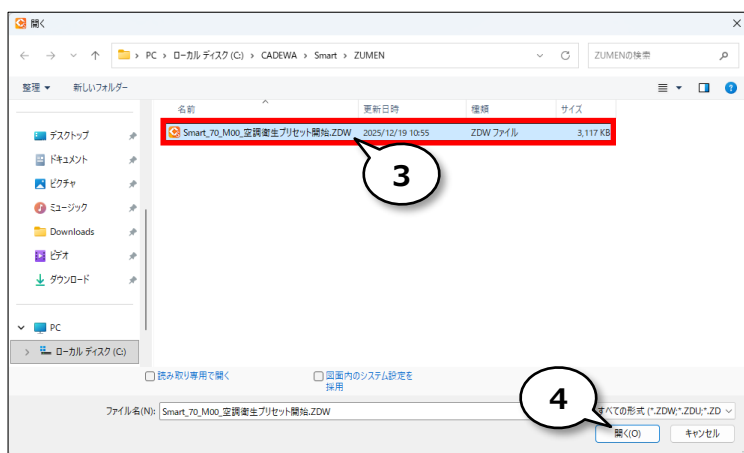 開く
PC › ローカル ディスク (C:) › CADEWA › Smart › ZUMEN
ZUMENの検索
整理 新しいフォルダー
名前 更新日時 種類 サイズ
Smart_70_M00_空調衛生プリセット開始.ZDW 2025/12/19 10:55 ZDW ファイル 3,117 KB
3
デスクトップ
ドキュメント
ピクチャ
ミュージック
Downloads
ビデオ
ダウンロード
PC
ローカル ディスク (C:)
読み取り専用で開く 図面内のシステム設定を
採用
4
ファイル名(N): Smart_70_M00_空調衛生プリセット開始.ZDW すべての形式 (*.ZDW;*.ZDU;*.ZD
開く(O) キャンセル